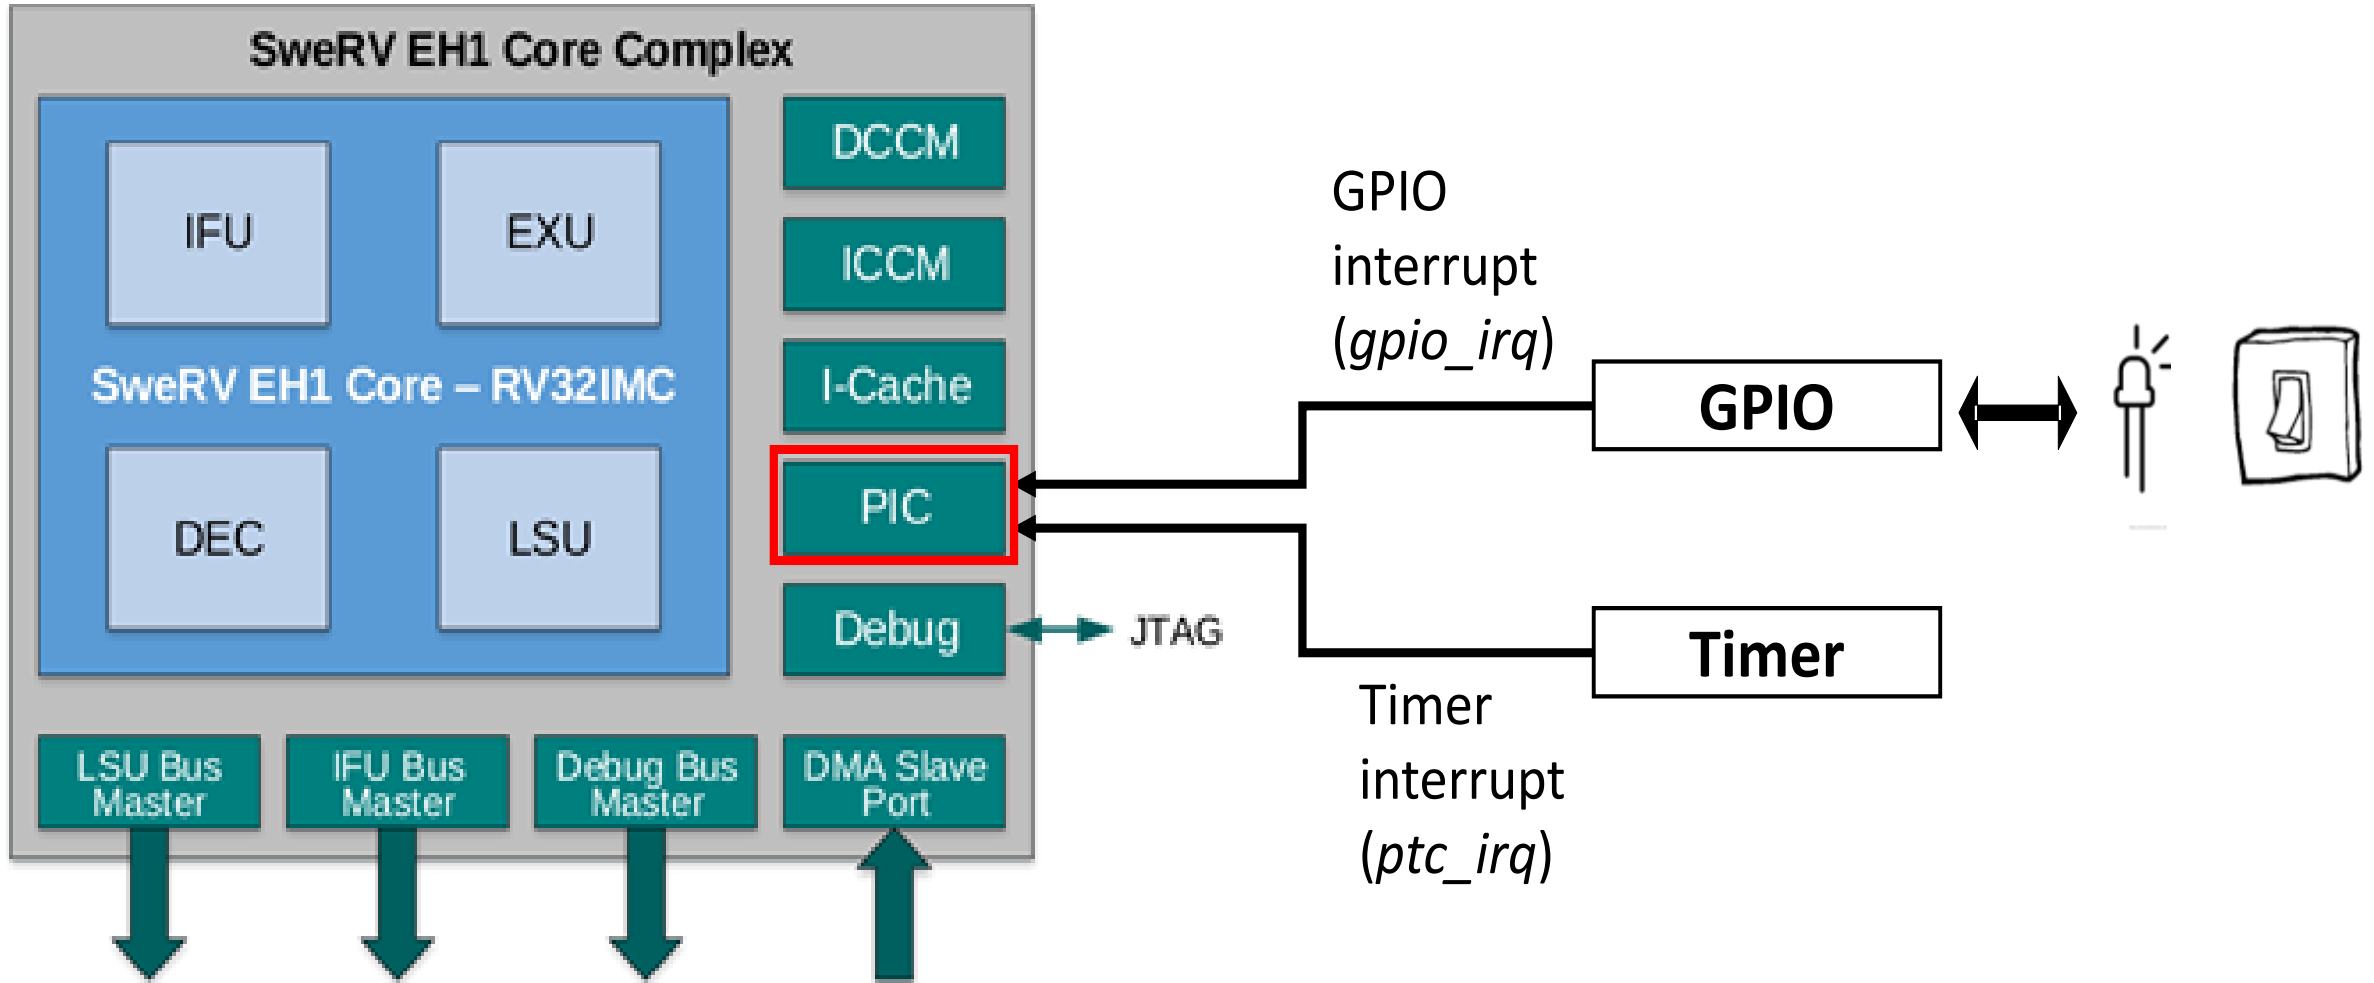 SweRV EH1 Core Complex
IFU
EXU
SweRV EH1 Core – RV32IMC
DEC
LSU
DCCM
ICCM
I-Cache
PIC
Debug
JTAG
LSU Bus
Master
IFU Bus
Master
Debug Bus
Master
DMA Slave
Port
GPIO
interrupt
(gpio_irq)
GPIO
Timer
Timer
interrupt
(ptc_irq)